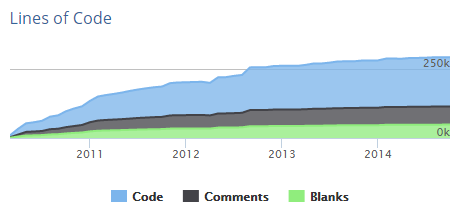 Lines of Code
250k
0k
2011 2012 2013 2014
Code Comments Blanks